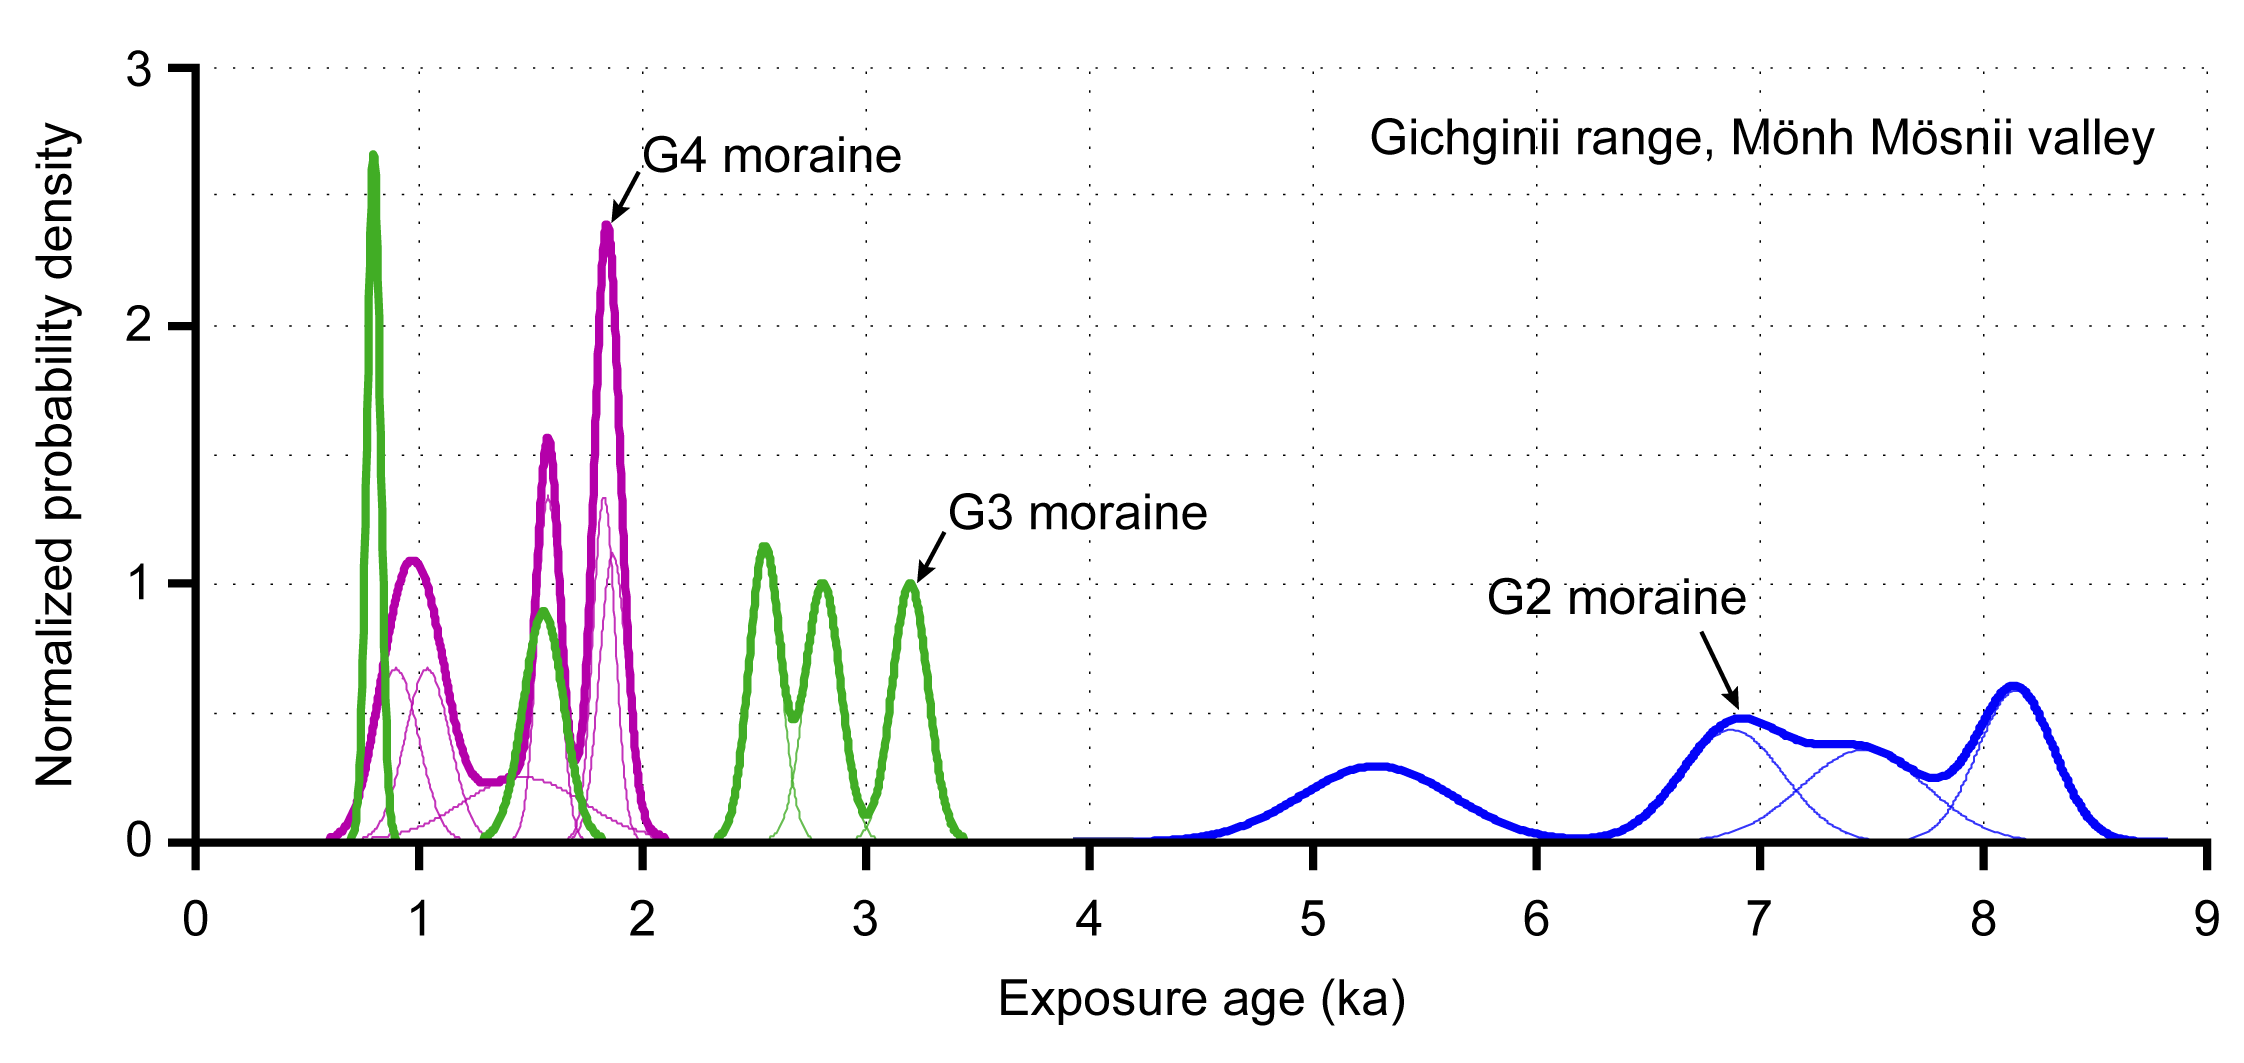 3
G4 moraine
Gichginii range, Mönh Mösnii valley
2
G3 moraine
1
G2 moraine
0
Normalized probability density
0 1 2 3 4 5 6 7 8 9
Exposure age (ka)